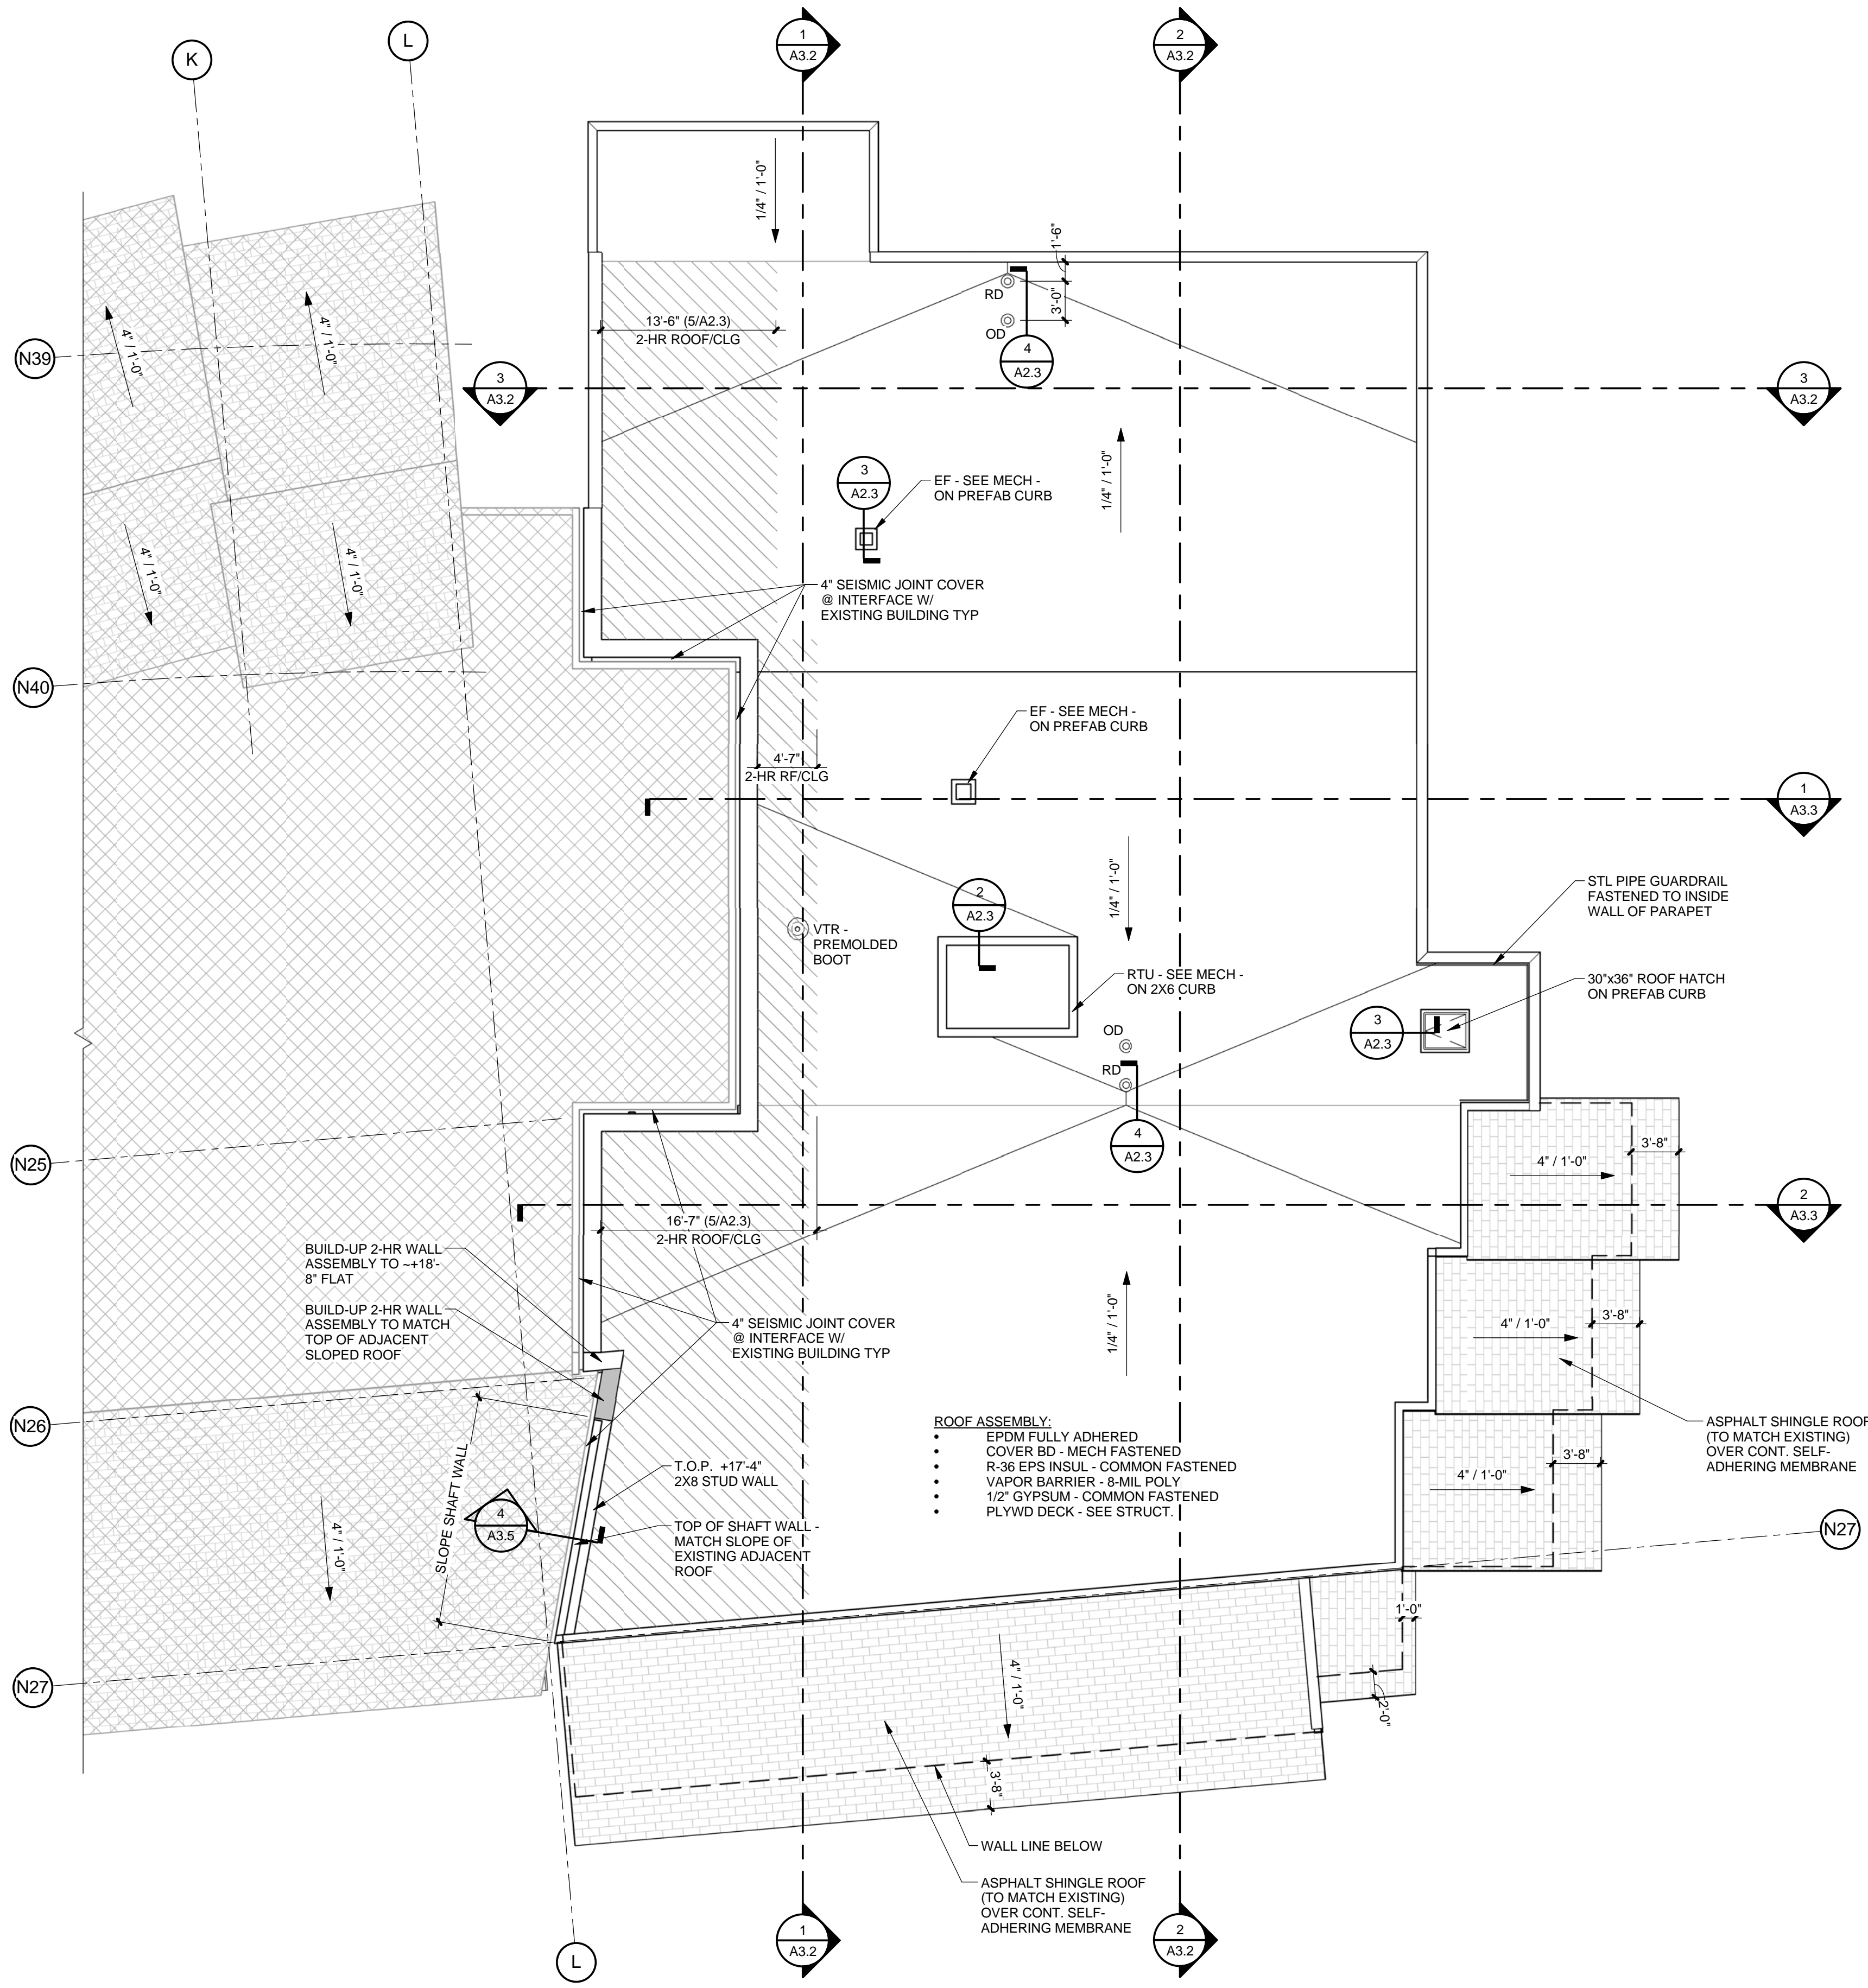 K
L
1
A3.2
2
A3.2
1/4" / 1'-0"
1'-6"
3'-0"
RD
OD
4
A2.3
13'-6" (5/A2.3)
2-HR ROOF/CLG
4" / 1'-0"
4" / 1'-0"
N39
3
A3.2
3
A3.2
1/4" / 1'-0"
3
A2.3
EF - SEE MECH -
ON PREFAB CURB
4" / 1'-0"
4" / 1'-0"
4" SEISMIC JOINT COVER
@ INTERFACE W/
EXISTING BUILDING TYP
N40
EF - SEE MECH -
ON PREFAB CURB
4'-7"
2-HR RF/CLG
1
A3.3
1/4" / 1'-0"
2
A2.3
STL PIPE GUARDRAIL
FASTENED TO INSIDE
WALL OF PARAPET
VTR -
PREMOLDED
BOOT
RTU - SEE MECH -
ON 2X6 CURB
30"x36" ROOF HATCH
ON PREFAB CURB
3
A2.3
OD
RD
4
A2.3
N25
3'-8"
4" / 1'-0"
2
A3.3
16'-7" (5/A2.3)
2-HR ROOF/CLG
BUILD-UP 2-HR WALL
ASSEMBLY TO ~+18'-
8" FLAT
BUILD-UP 2-HR WALL
ASSEMBLY TO MATCH
TOP OF ADJACENT
SLOPED ROOF
4" SEISMIC JOINT COVER
@ INTERFACE W/
EXISTING BUILDING TYP
1/4" / 1'-0"
3'-8"
4" / 1'-0"
N26
ROOF ASSEMBLY:
• EPDM FULLY ADHERED
• COVER BD - MECH FASTENED
• R-36 EPS INSUL - COMMON FASTENED
• VAPOR BARRIER - 8-MIL POLY
• 1/2" GYPSUM - COMMON FASTENED
• PLYWD DECK - SEE STRUCT.
ASPHALT SHINGLE ROOF
(TO MATCH EXISTING)
OVER CONT. SELF-
ADHERING MEMBRANE
3'-8"
4" / 1'-0"
T.O.P. +17'-4"
2X8 STUD WALL
SLOPE SHAFT WALL
4
A3.5
TOP OF SHAFT WALL -
MATCH SLOPE OF
EXISTING ADJACENT
ROOF
4" / 1'-0"
N27
1'-0"
2'-0"
N27
4" / 1'-0"
3'-8"
WALL LINE BELOW
ASPHALT SHINGLE ROOF
(TO MATCH EXISTING)
OVER CONT. SELF-
ADHERING MEMBRANE
1
A3.2
2
A3.2
L